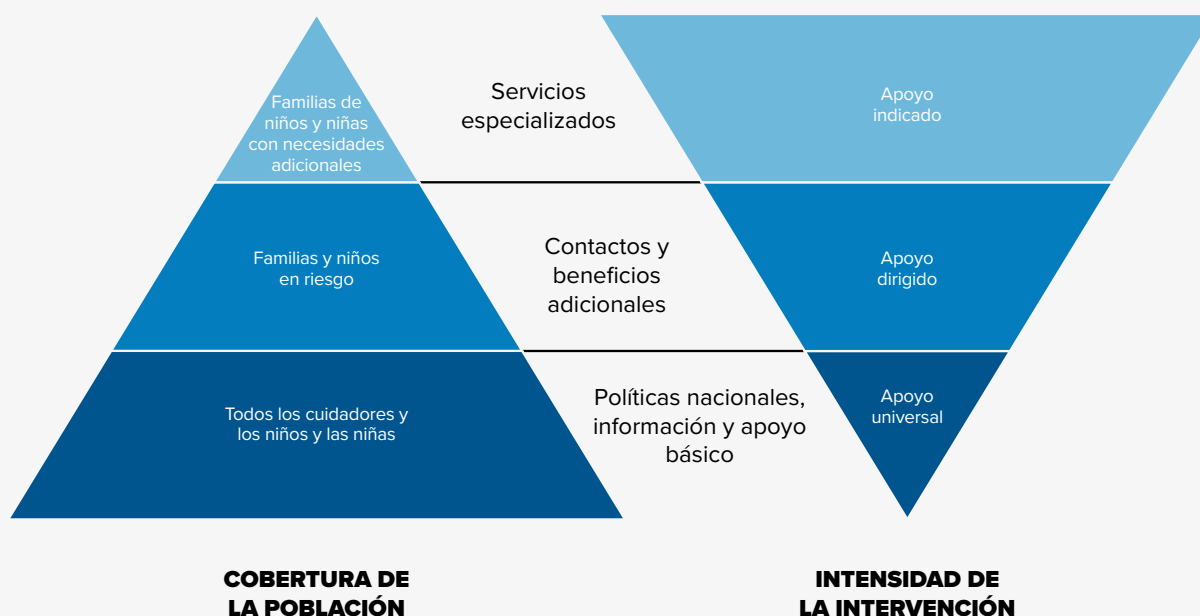 Familias de
niños y niñas
con necesidades
adicionales
Servicios
especializados
Apoyo
indicado
Familias y niños
en riesgo
Contactos y
beneficios
adicionales
Apoyo
dirigido
Todos los cuidadores y
los niños y las niñas
Políticas nacionales,
información y apoyo
básico
Apoyo
universal
COBERTURA DE
LA POBLACIÓN
INTENSIDAD DE
LA INTERVENCIÓN